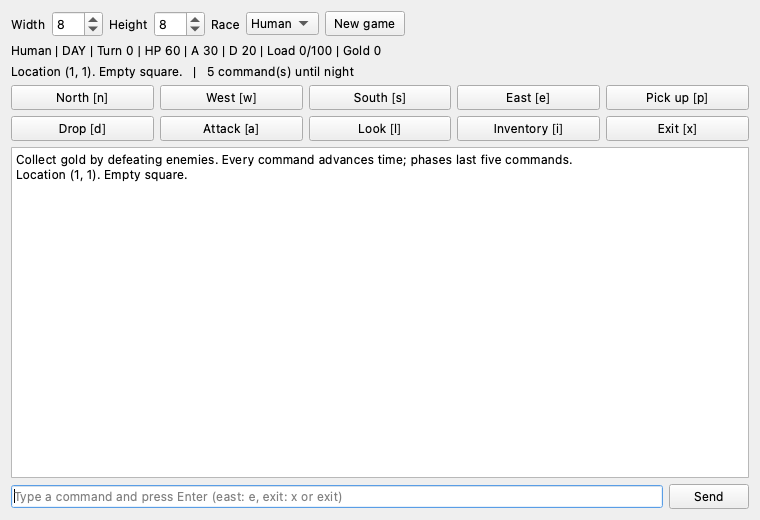 Width 8 Height 8 Race Human New game
Human | DAY | Turn 0 | HP 60 | A 30 | D 20 | Load 0/100 | Gold 0
Location (1, 1). Empty square. | 5 command(s) until night
North [n] West [w] South [s] East [e] Pick up [p]
Drop [d] Attack [a] Look [l] Inventory [i] Exit [x]
Collect gold by defeating enemies. Every command advances time; phases last five commands.
Location (1, 1). Empty square.
Type a command and press Enter (east: e, exit: x or exit) Send